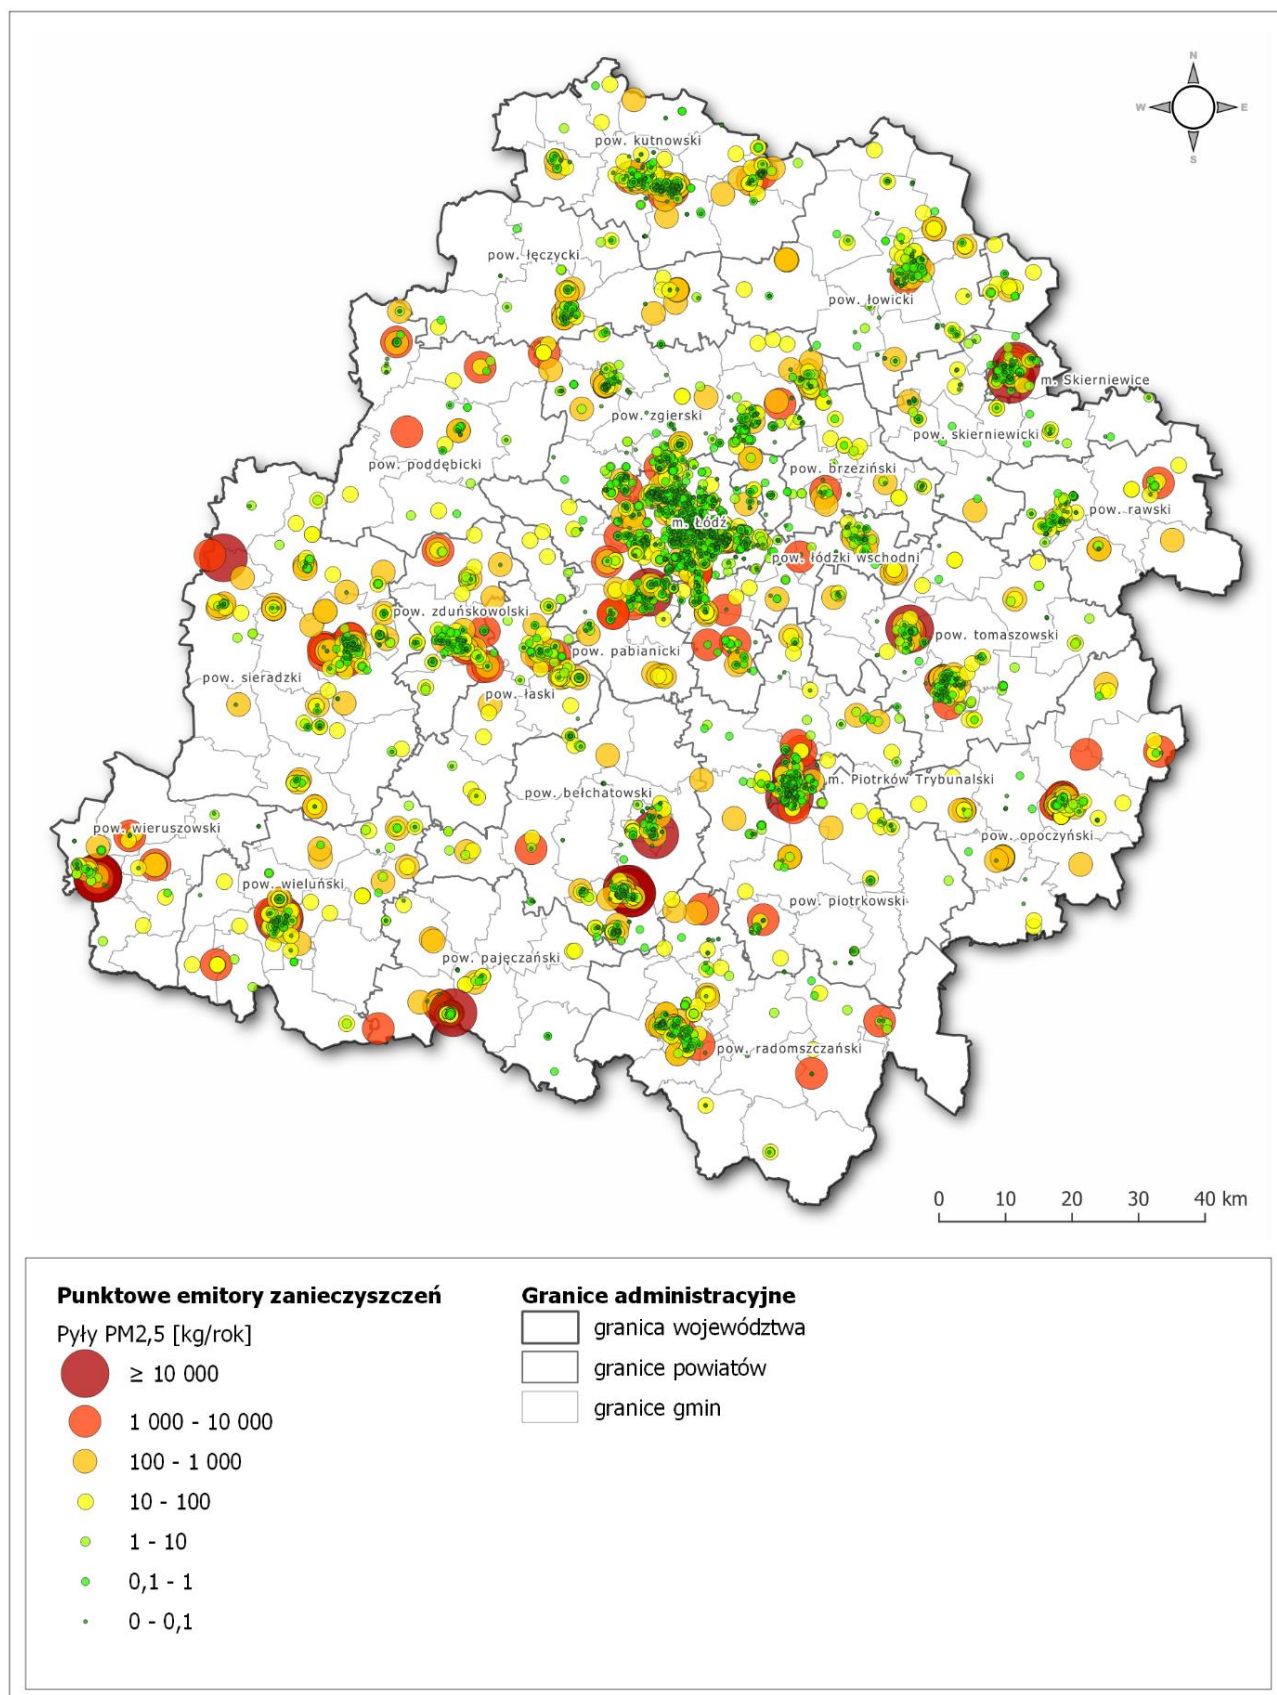 N
W E
S
pow. kutnowski
pow. łęczycki
pow. łowicki
m. Skierniewice
pow. zgierski
pow. skierniewicki
pow. poddębicki
pow. brzeziński
pow. rawski
m. Łódź
pow. łódzki wschodni
pow. zduńskowolski
pow. tomaszowski
pow. pabianicki
pow. sieradzki
pow. łaski
m. Piotrków Trybunalski
pow. bełchatowski
pow. wieruszowski
pow. opoczyński
pow. wieluński
pow. piotrkowski
pow. pajęczański
pow. radomszczański
0 10 20 30 40 km
Punktowe emitory zanieczyszczeń
Pyły PM2,5 [kg/rok]
≥ 10 000
1 000 - 10 000
100 - 1 000
10 - 100
1 - 10
0,1 - 1
0 - 0,1
Granice administracyjne
granica województwa
granice powiatów
granice gmin